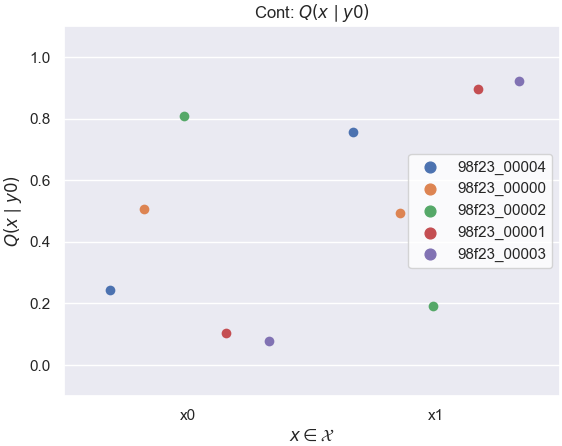 Cont: Q(x | y0)
Q(x | y0)
1.0
0.8
0.6
0.4
0.2
0.0
98f23_00004
98f23_00000
98f23_00002
98f23_00001
98f23_00003
x0 x1
x ∈ 𝒳